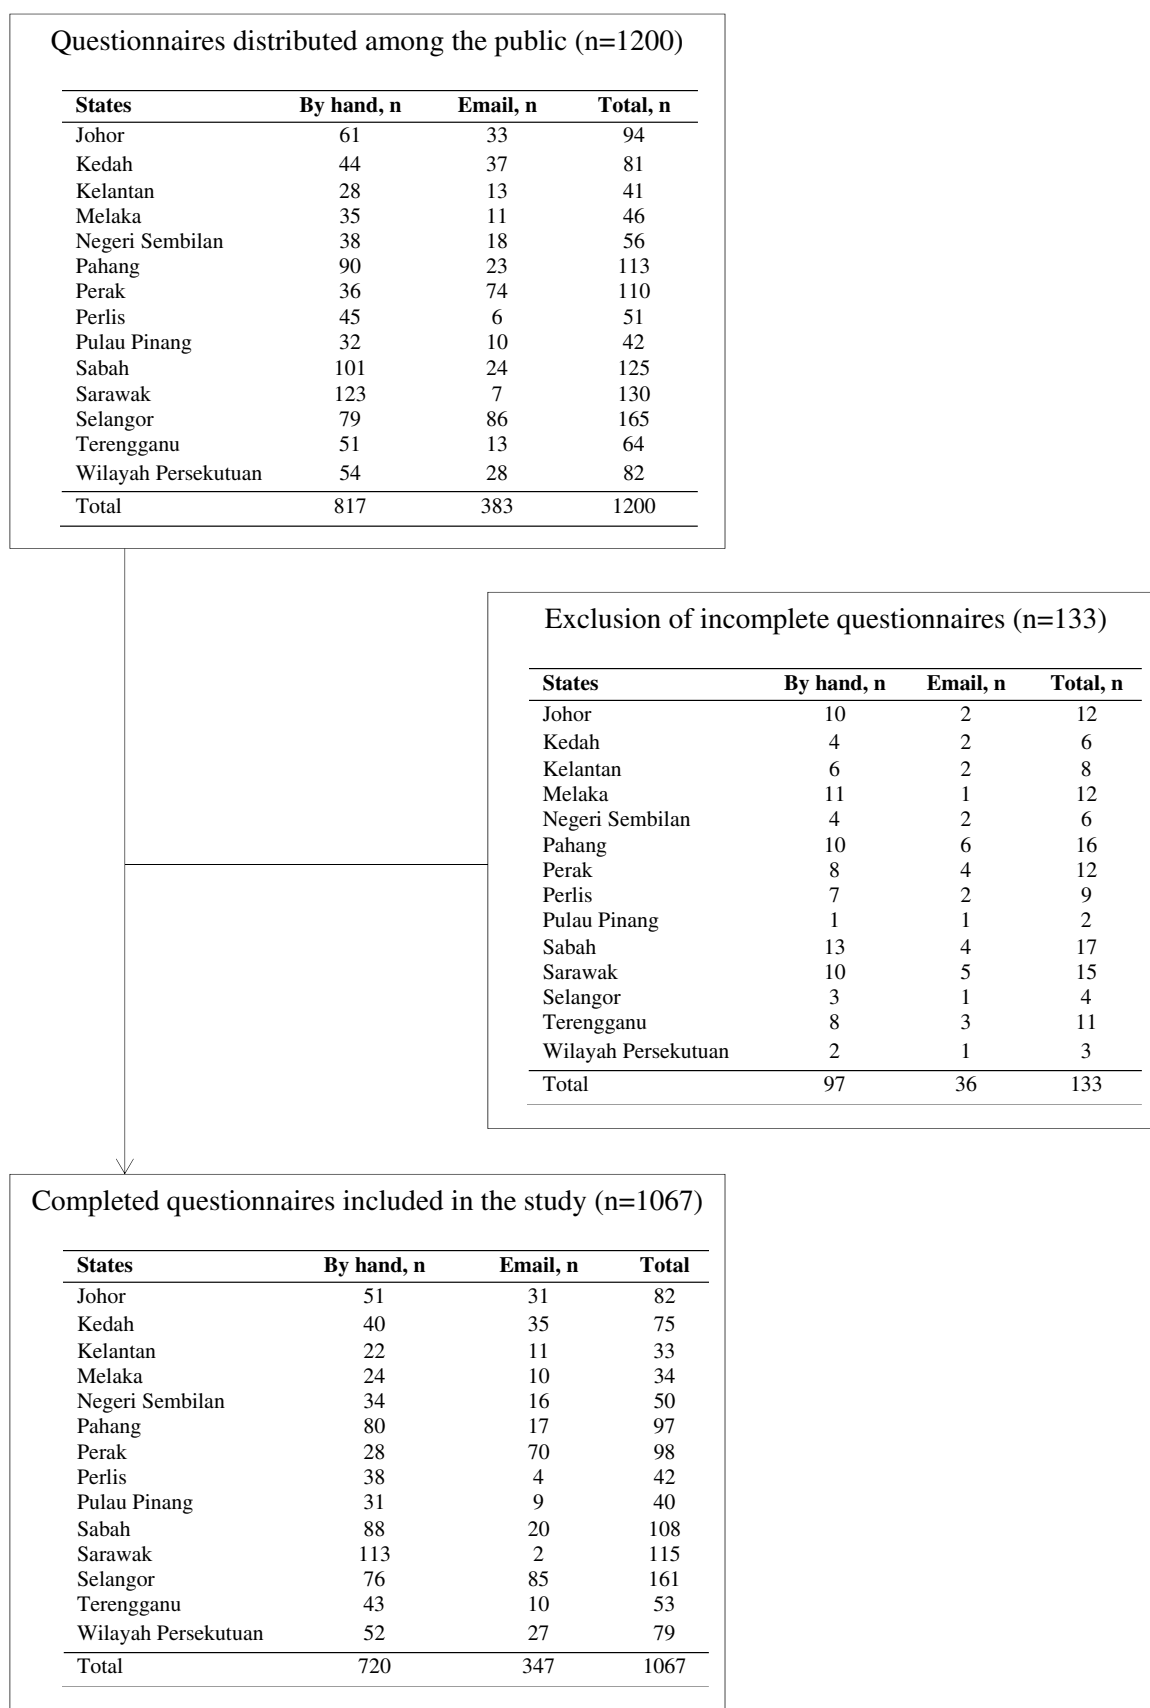 Questionnaires distributed among the public (n=1200)
States By hand, n Email, n Total, n
Johor 61 33 94
Kedah 44 37 81
Kelantan 28 13 41
Melaka 35 11 46
Negeri Sembilan 38 18 56
Pahang 90 23 113
Perak 36 74 110
Perlis 45 6 51
Pulau Pinang 32 10 42
Sabah 101 24 125
Sarawak 123 7 130
Selangor 79 86 165
Terengganu 51 13 64
Wilayah Persekutuan 54 28 82
Total 817 383 1200
Exclusion of incomplete questionnaires (n=133)
States By hand, n Email, n Total, n
Johor 10 2 12
Kedah 4 2 6
Kelantan 6 2 8
Melaka 11 1 12
Negeri Sembilan 4 2 6
Pahang 10 6 16
Perak 8 4 12
Perlis 7 2 9
Pulau Pinang 1 1 2
Sabah 13 4 17
Sarawak 10 5 15
Selangor 3 1 4
Terengganu 8 3 11
Wilayah Persekutuan 2 1 3
Total 97 36 133
Completed questionnaires included in the study (n=1067)
States By hand, n Email, n Total
Johor 51 31 82
Kedah 40 35 75
Kelantan 22 11 33
Melaka 24 10 34
Negeri Sembilan 34 16 50
Pahang 80 17 97
Perak 28 70 98
Perlis 38 4 42
Pulau Pinang 31 9 40
Sabah 88 20 108
Sarawak 113 2 115
Selangor 76 85 161
Terengganu 43 10 53
Wilayah Persekutuan 52 27 79
Total 720 347 1067